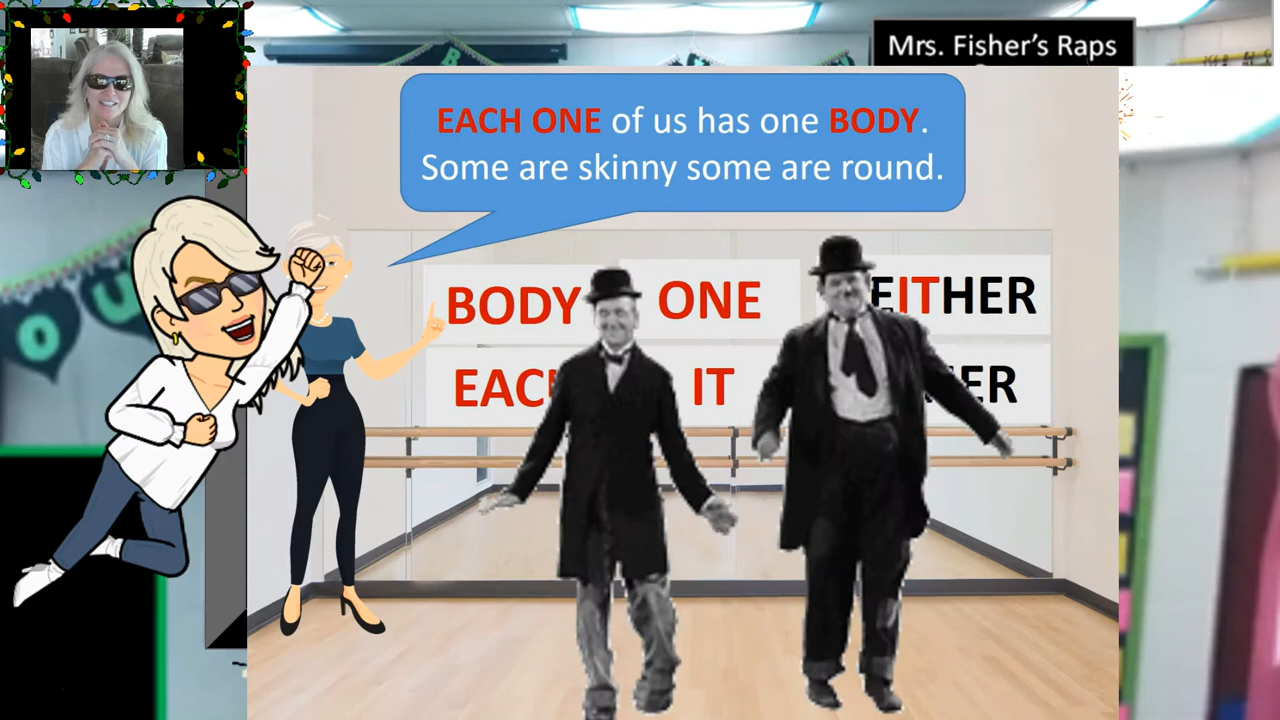 Mrs. Fisher's Raps
EACH ONE of us has one BODY.
Some are skinny some are round.
BODY ONE EITHER
IT